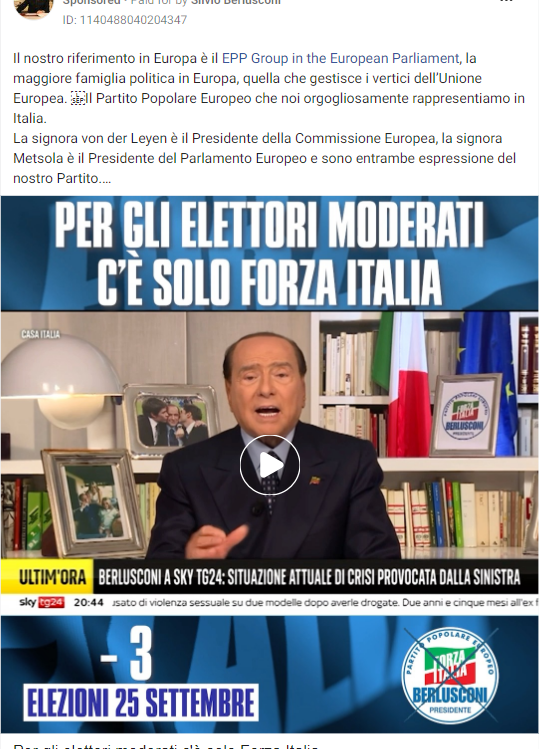 Sponsored • Paid for by Silvio Berlusconi
ID: 1140488040204347
Il nostro riferimento in Europa è il EPP Group in the European Parliament, la
maggiore famiglia politica in Europa, quella che gestisce i vertici dell'Unione
Europea. Il Partito Popolare Europeo che noi orgogliosamente rappresentiamo in
Italia.
La signora von der Leyen è il Presidente della Commissione Europea, la signora
Metsola è il Presidente del Parlamento Europeo e sono entrambe espressione del
nostro Partito....
PER GLI ELETTORI MODERATI
C'È SOLO FORZA ITALIA
CASA ITALIA
FORZA ITALIA
BERLUSCONI
ULTIM'ORA BERLUSCONI A SKY TG24: SITUAZIONE ATTUALE DI CRISI PROVOCATA DALLA SINISTRA
sky tg24 20:44 usato di violenza sessuale su due modelle dopo averle drogate. Due anni e cinque mesi all'ex f
- 3
ELEZIONI 25 SETTEMBRE
PARTITO POPOLARE EUROPEO
FORZA ITALIA
BERLUSCONI
PRESIDENTE
Per gli elettori moderati c'è solo Forza Italia